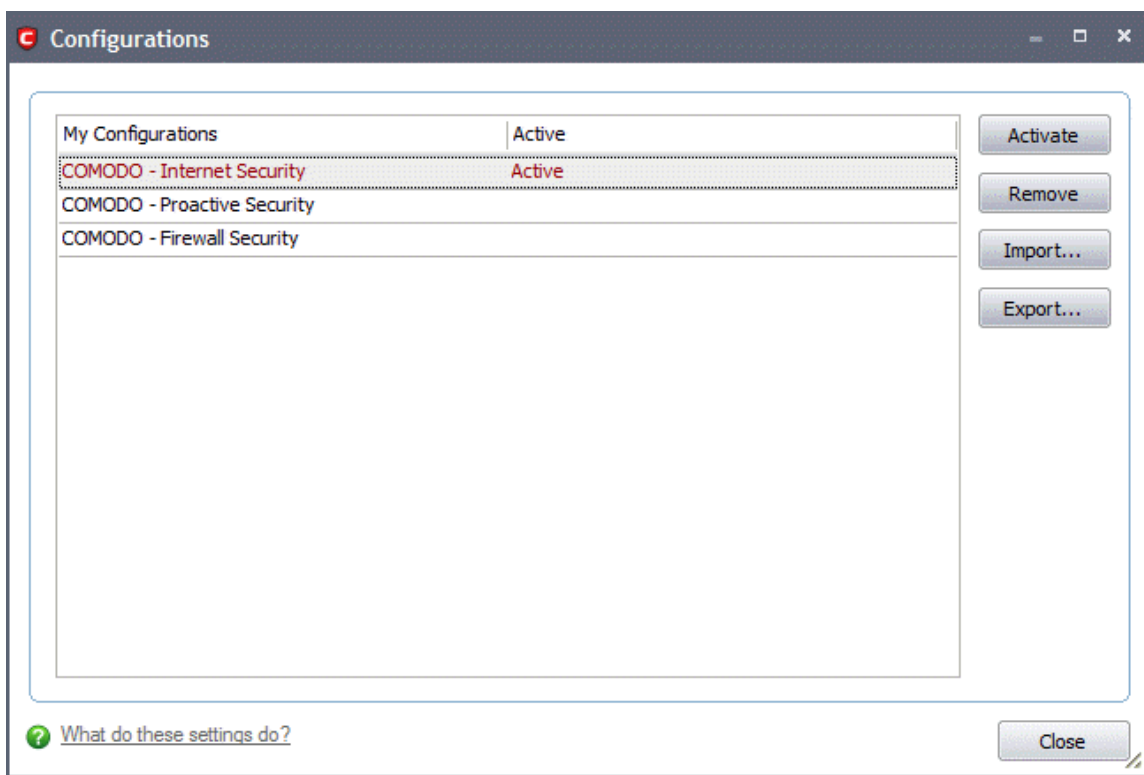 Configurations
My Configurations Active
Activate
COMODO - Internet Security Active
COMODO - Proactive Security
Remove
COMODO - Firewall Security
Import...
Export...
What do these settings do?
Close